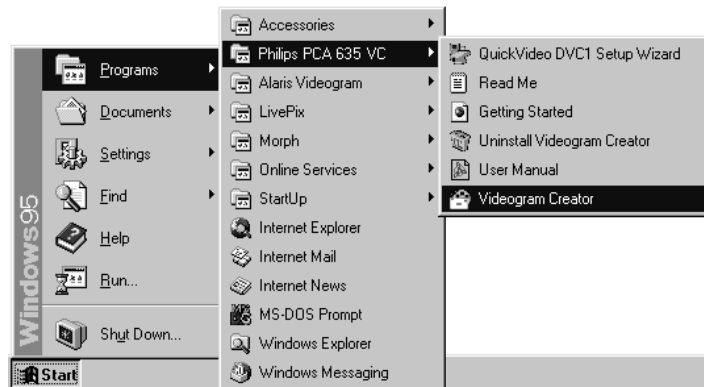 Windows95
Programs
Documents
Settings
Find
Help
Run...
Shut Down...
Start
Accessories
Philips PCA 635 VC
Alaris Videogram
LivePix
Morph
Online Services
StartUp
Internet Explorer
Internet Mail
Internet News
MS-DOS Prompt
Windows Explorer
Windows Messaging
QuickVideo DVC1 Setup Wizard
Read Me
Getting Started
Uninstall Videogram Creator
User Manual
Videogram Creator